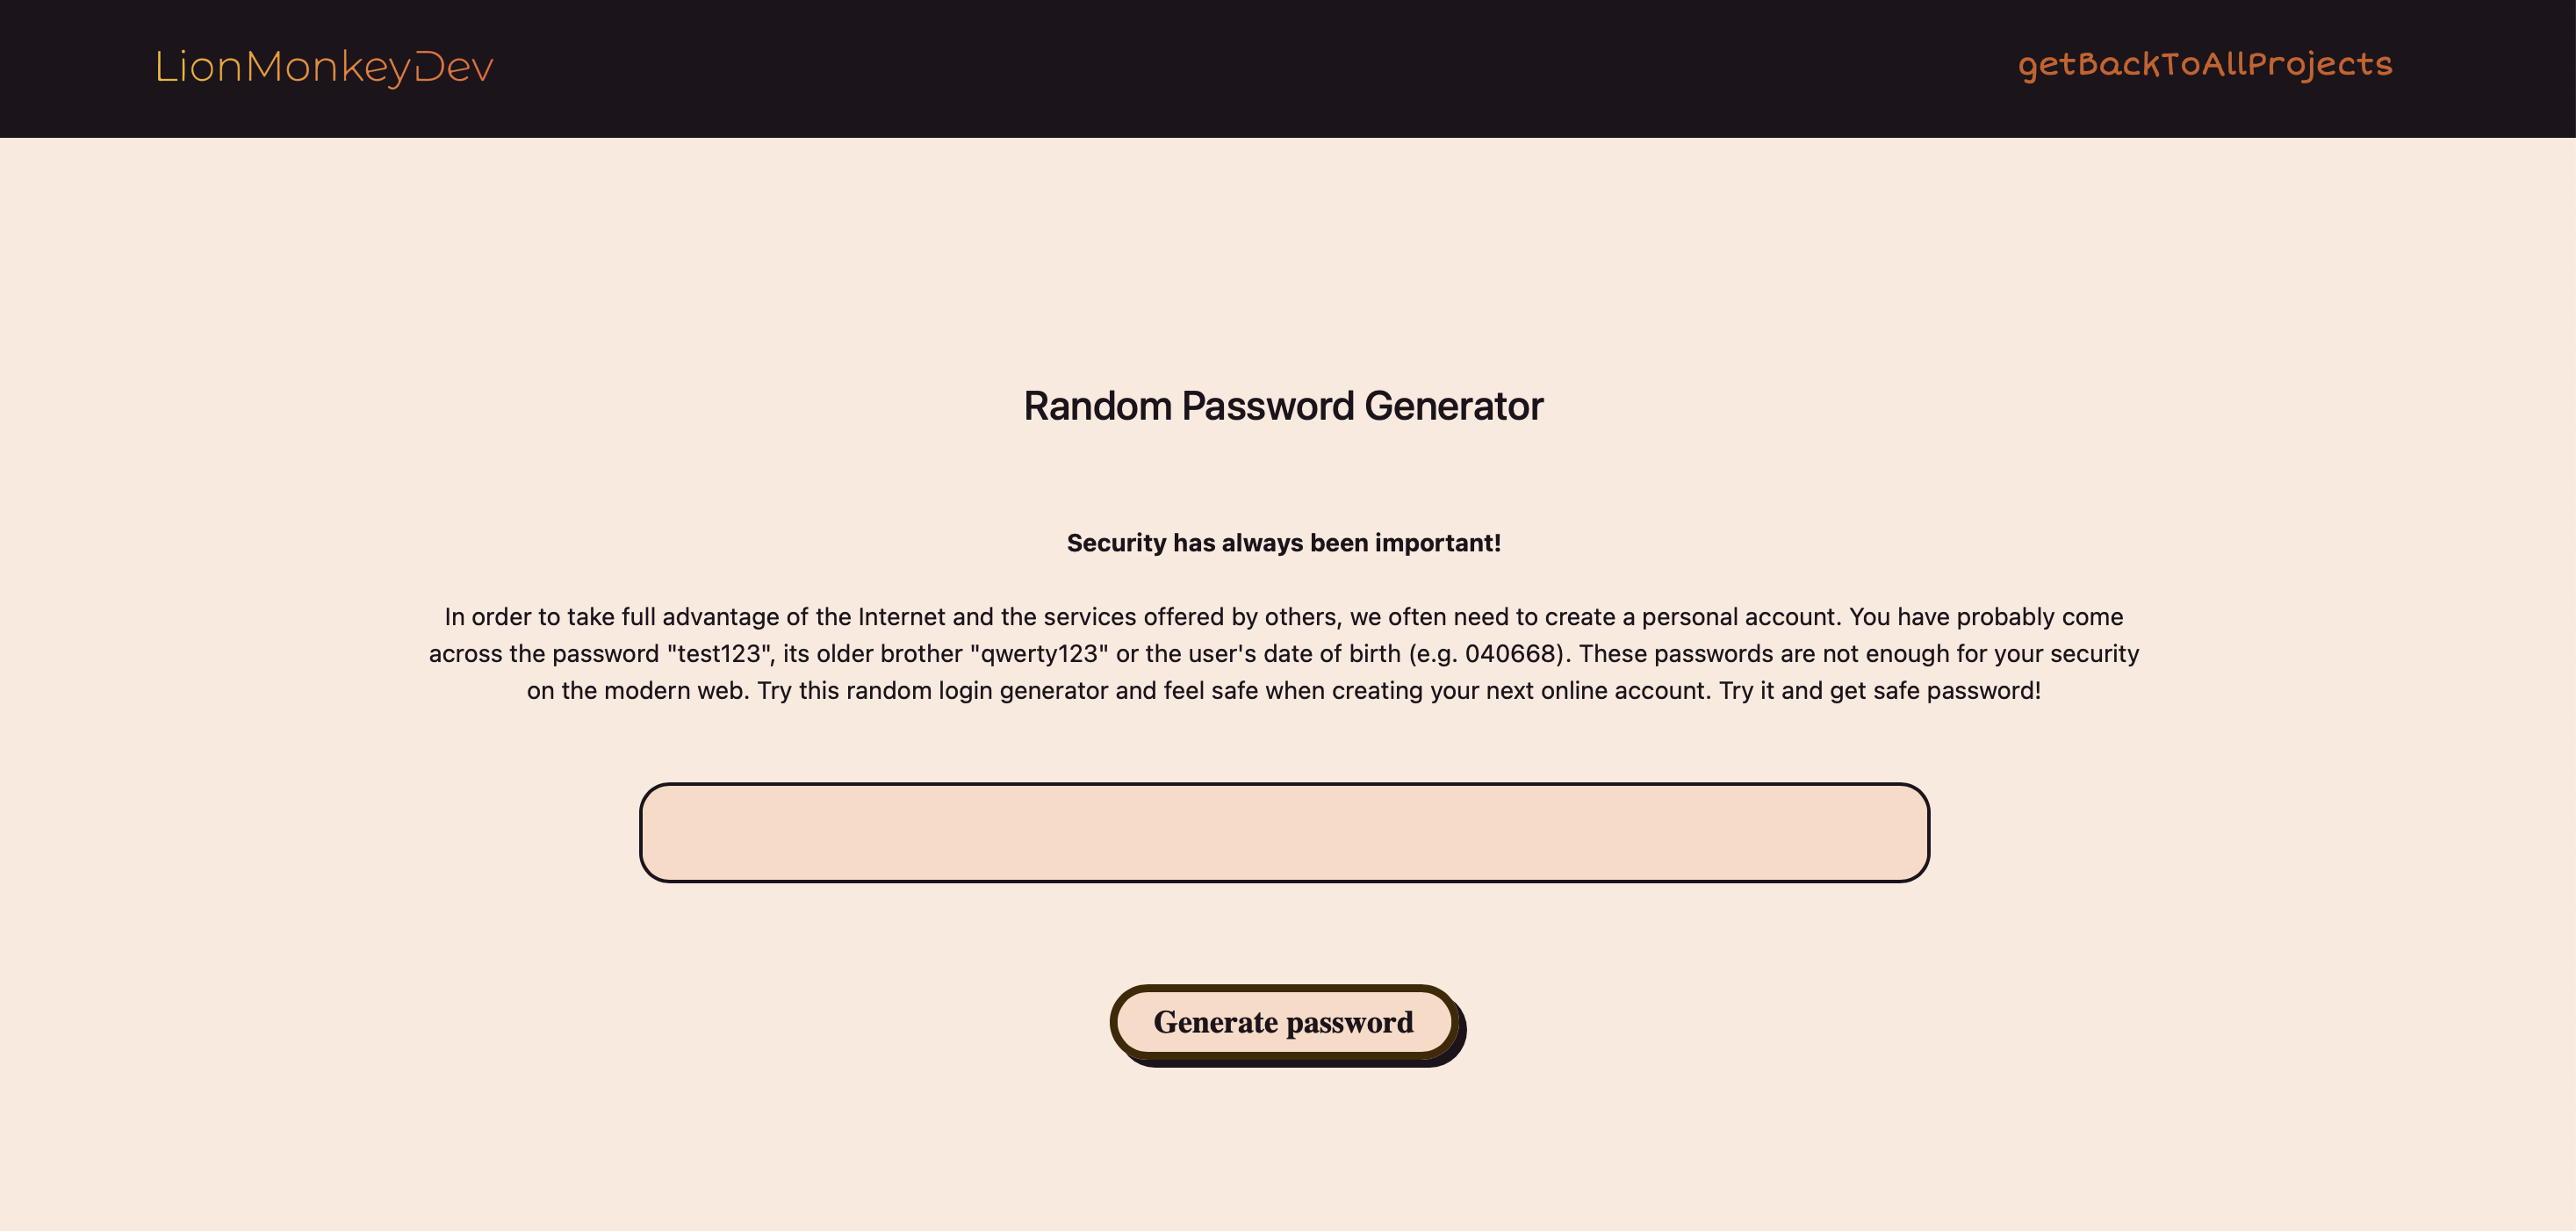 LionMonkeyDev
getBackToAllProjects
Random Password Generator
Security has always been important!
In order to take full advantage of the Internet and the services offered by others, we often need to create a personal account. You have probably come
across the password "test123", its older brother "qwerty123" or the user's date of birth (e.g. 040668). These passwords are not enough for your security
on the modern web. Try this random login generator and feel safe when creating your next online account. Try it and get safe password!
Generate password